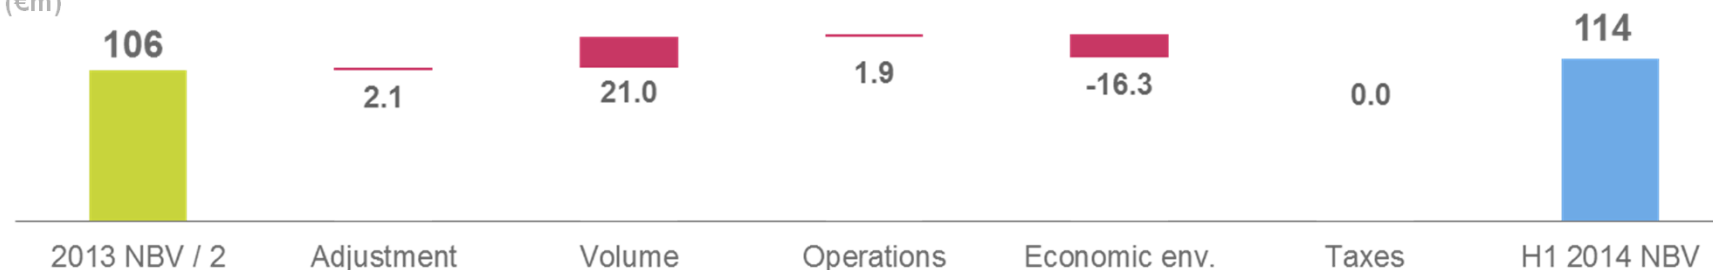 (€m)
106
2.1
21.0
1.9
-16.3
0.0
114
2013 NBV / 2
Adjustment
Volume
Operations
Economic env.
Taxes
H1 2014 NBV